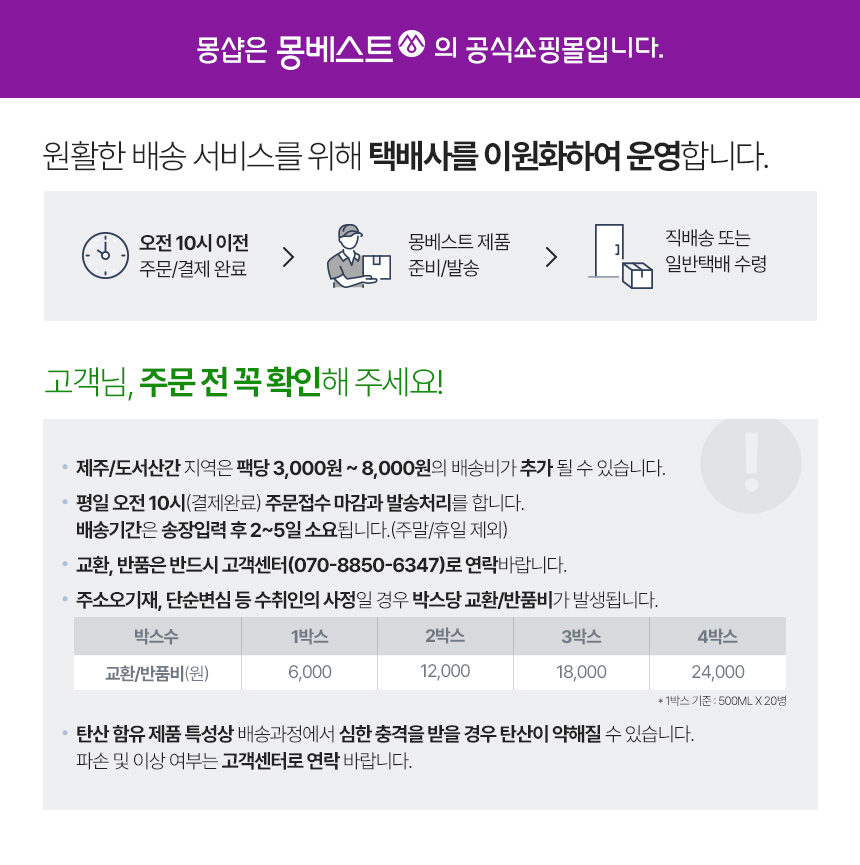 몽샵은 몽베스트 의 공식쇼핑몰입니다.
원활한 배송 서비스를 위해 택배사를 이원화하여 운영합니다.
오전 10시 이전
주문/결제 완료
몽베스트 제품
준비/발송
직배송 또는
일반택배 수령
고객님, 주문 전 꼭 확인해 주세요!
• 제주/도서산간 지역은 팩당 3,000원 ~ 8,000원의 배송비가 추가 될 수 있습니다.
• 평일 오전 10시(결제완료) 주문접수 마감과 발송처리를 합니다.
배송기간은 송장입력 후 2~5일 소요됩니다.(주말/휴일 제외)
• 교환, 반품은 반드시 고객센터(070-8850-6347)로 연락바랍니다.
• 주소오기재, 단순변심 등 수취인의 사정일 경우 박스당 교환/반품비가 발생됩니다.
박스수 1박스 2박스 3박스 4박스
교환/반품비(원) 6,000 12,000 18,000 24,000
* 1박스 기준 : 500ML X 20병
• 탄산 함유 제품 특성상 배송과정에서 심한 충격을 받을 경우 탄산이 약해질 수 있습니다.
파손 및 이상 여부는 고객센터로 연락 바랍니다.